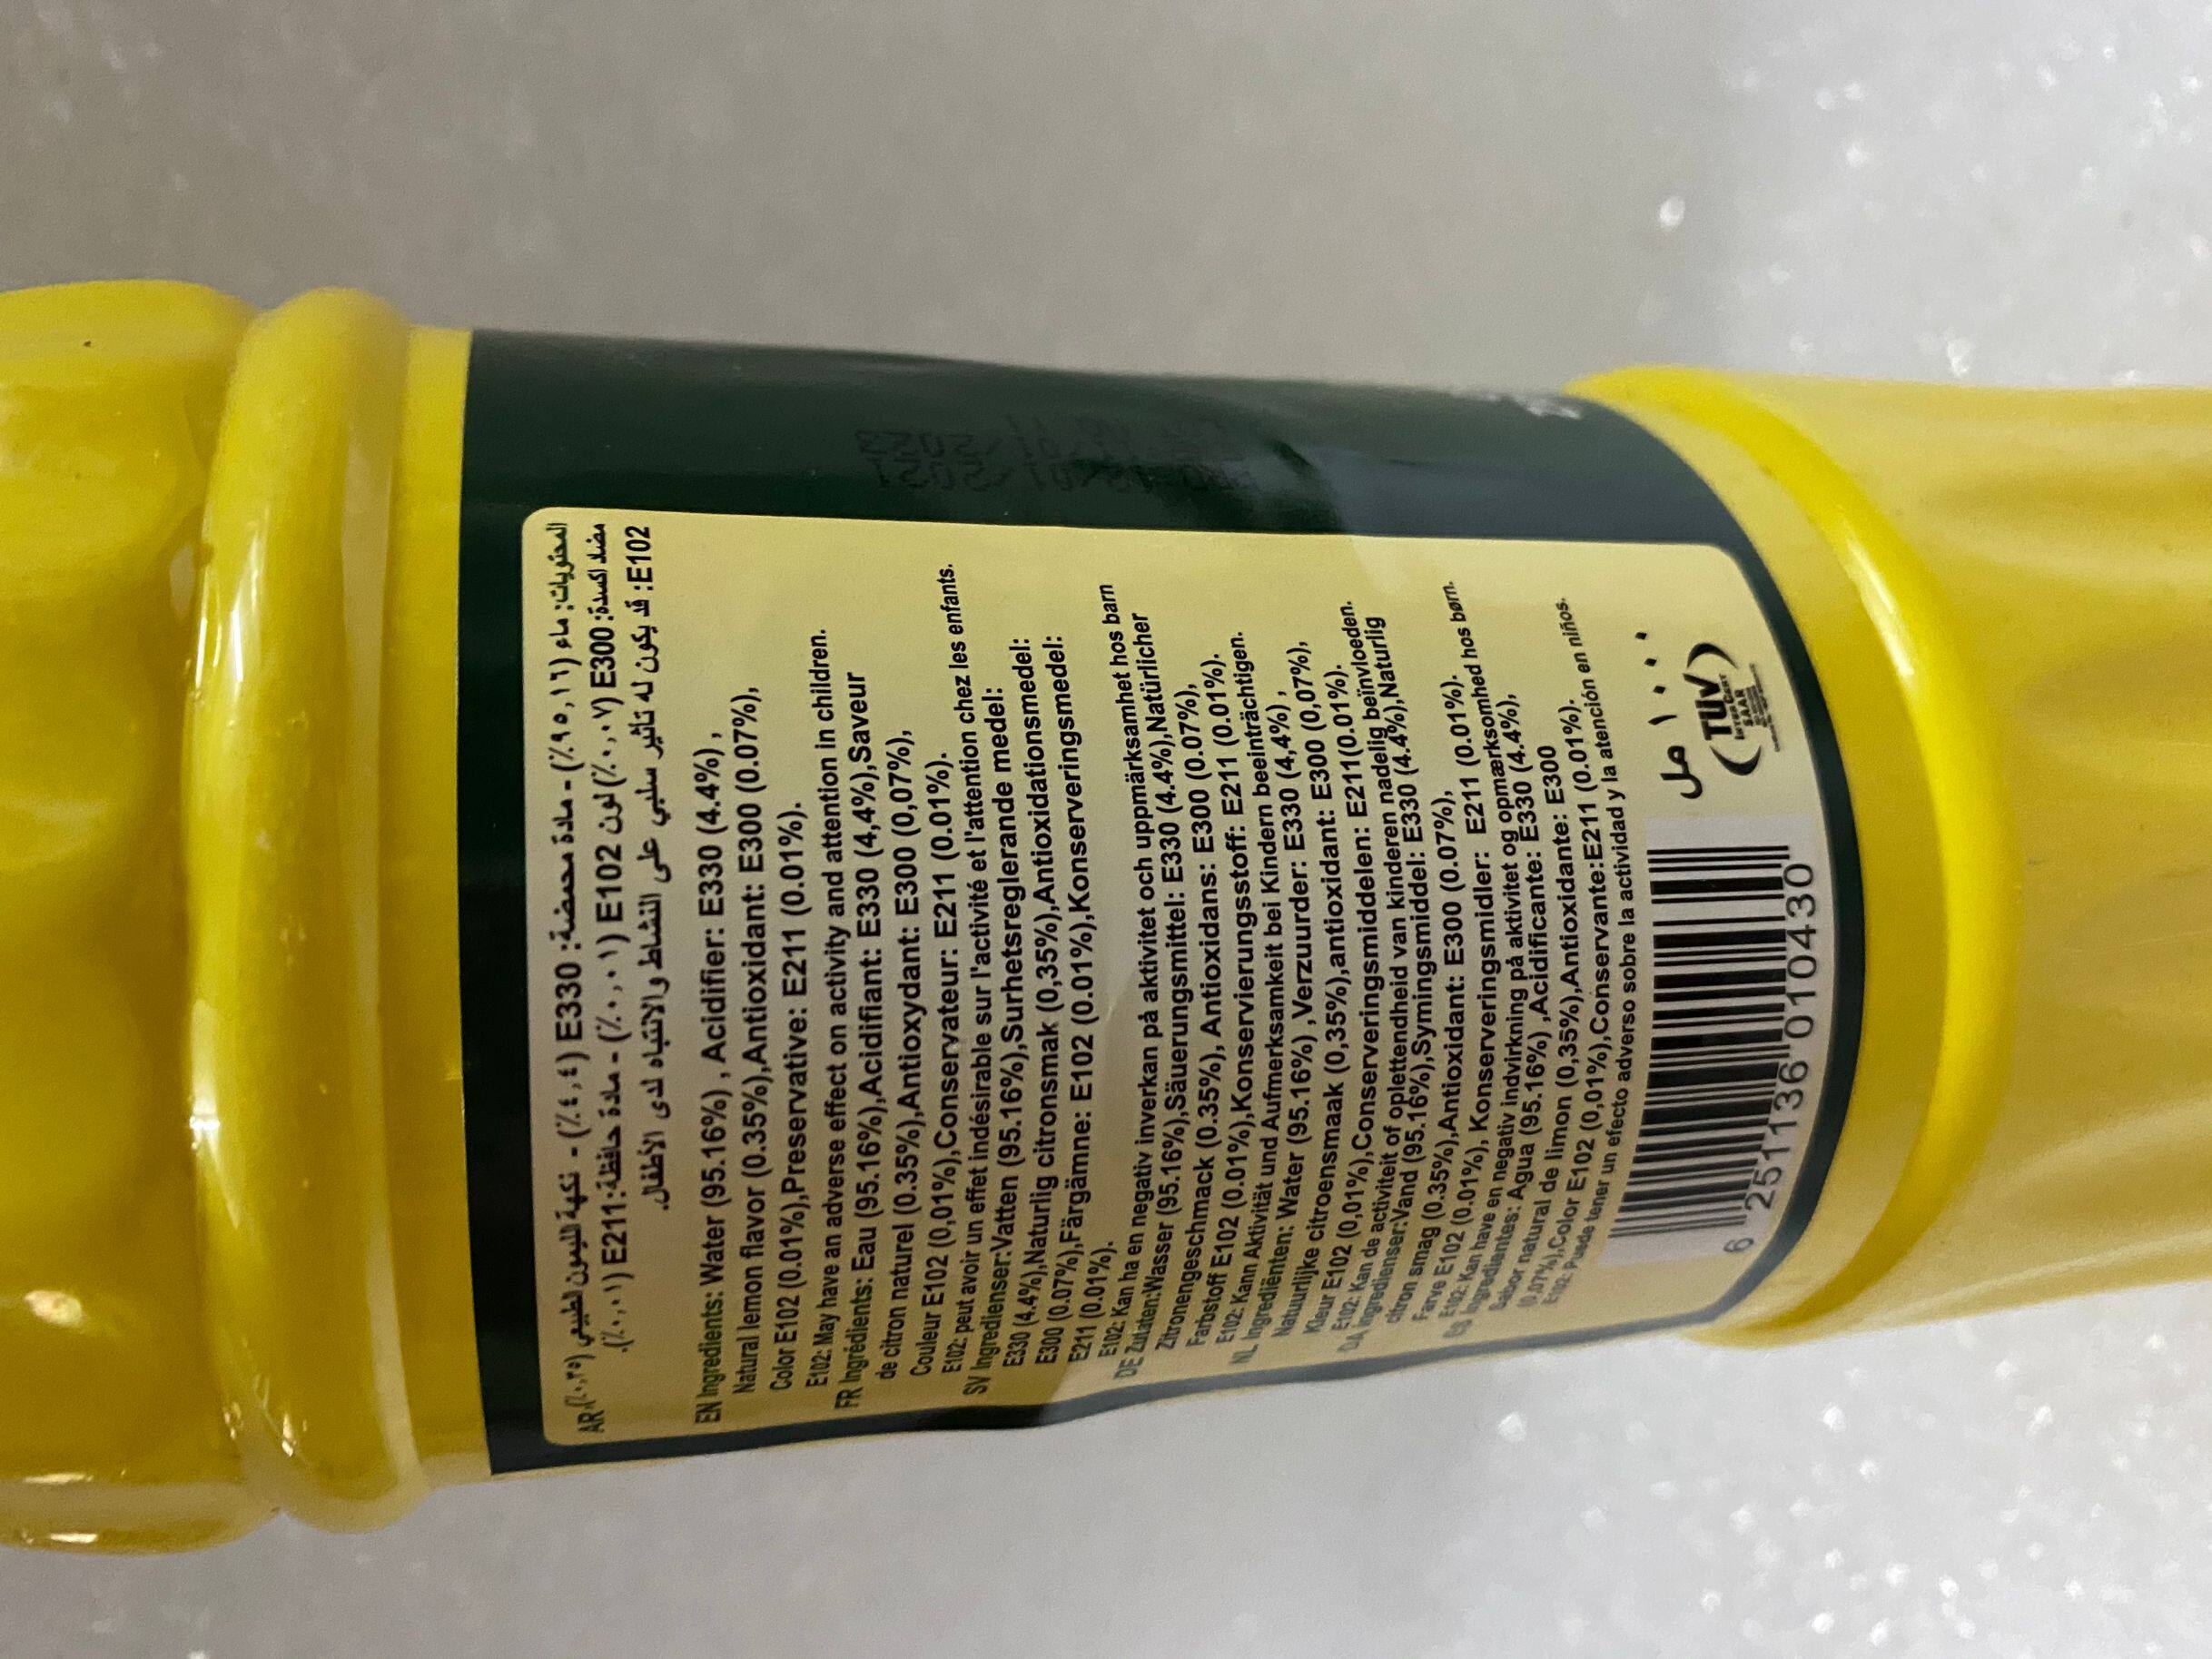 المحتويات: ماء (٩٥,١٦٪) - مادة محمضة: E330 (٤,٤٪) - نكهة لليمون لطبيعي (٠,٣٥٪)، AR
مضاد اكسدة: E300 (٠,٠٧٪) لون E102 (٠,٠١٪) - مادة حافظة: E211 (٠,٠١٪).
E102: قد يكون له تأثير سلبي على النشاط والانتباه لدى الأطفال.
EN Ingredients: Water (95.16%) , Acidifier: E330 (4.4%) ,
Natural lemon flavor (0.35%),Antioxidant: E300 (0.07%),
Color E102 (0.01%),Preservative: E211 (0.01%).
E102: May have an adverse effect on activity and attention in children.
FR Ingrédients: Eau (95.16%),Acidifiant: E330 (4,4%),Saveur
de citron naturel (0.35%),Antioxydant: E300 (0,07%),
Couleur E102 (0,01%),Conservateur: E211 (0.01%).
E102: peut avoir un effet indésirable sur l'activité et l'attention chez les enfants.
SV Ingredienser:Vatten (95.16%),Surhetsreglerande medel:
E330 (4.4%),Naturlig citronsmak (0,35%),Antioxidationsmedel:
E300 (0.07%),Färgämne: E102 (0.01%),Konserveringsmedel:
E211 (0.01%).
E102: Kan ha en negativ inverkan på aktivitet och uppmärksamhet hos barn
DE Zutaten:Wasser (95.16%),Säuerungsmittel: E330 (4.4%),Natürlicher
Zitronengeschmack (0.35%), Antioxidans: E300 (0.07%),
Farbstoff E102 (0.01%),Konservierungsstoff: E211 (0.01%).
E102: Kann Aktivität und Aufmerksamkeit bei Kindern beeinträchtigen.
NL Ingrediënten: Water (95.16%) ,Verzuurder: E330 (4,4%) ,
Natuurlijke citroensmaak (0,35%),antioxidant: E300 (0,07%),
Kleur E102 (0,01%),Conserveringsmiddelen: E211(0.01%).
E102: Kan de activiteit of oplettendheid van kinderen nadelig beïnvloeden.
DA ingredienser:Vand (95.16%),Symingsmiddel: E330 (4.4%),Naturlig
citron smag (0.35%),Antioxidant: E300 (0.07%),
Farve E102 (0.01%), Konserveringsmidler: E211 (0.01%).
E102: Kan have en negativ indvirkning på aktivitet og opmærksomhed hos børn.
ES Ingredientes: Agua (95.16%) ,Acidificante: E330 (4.4%),
Sabor natural de limon (0,35%),Antioxidante: E300
(0.07%),Color E102 (0,01%),Conservante:E211 (0.01%).
E102: Puede tener un efecto adverso sobre la actividad y la atención en niños.
6 251136 010430
١٠٠٠ مل
TÜV
INTERCERT
SAAR